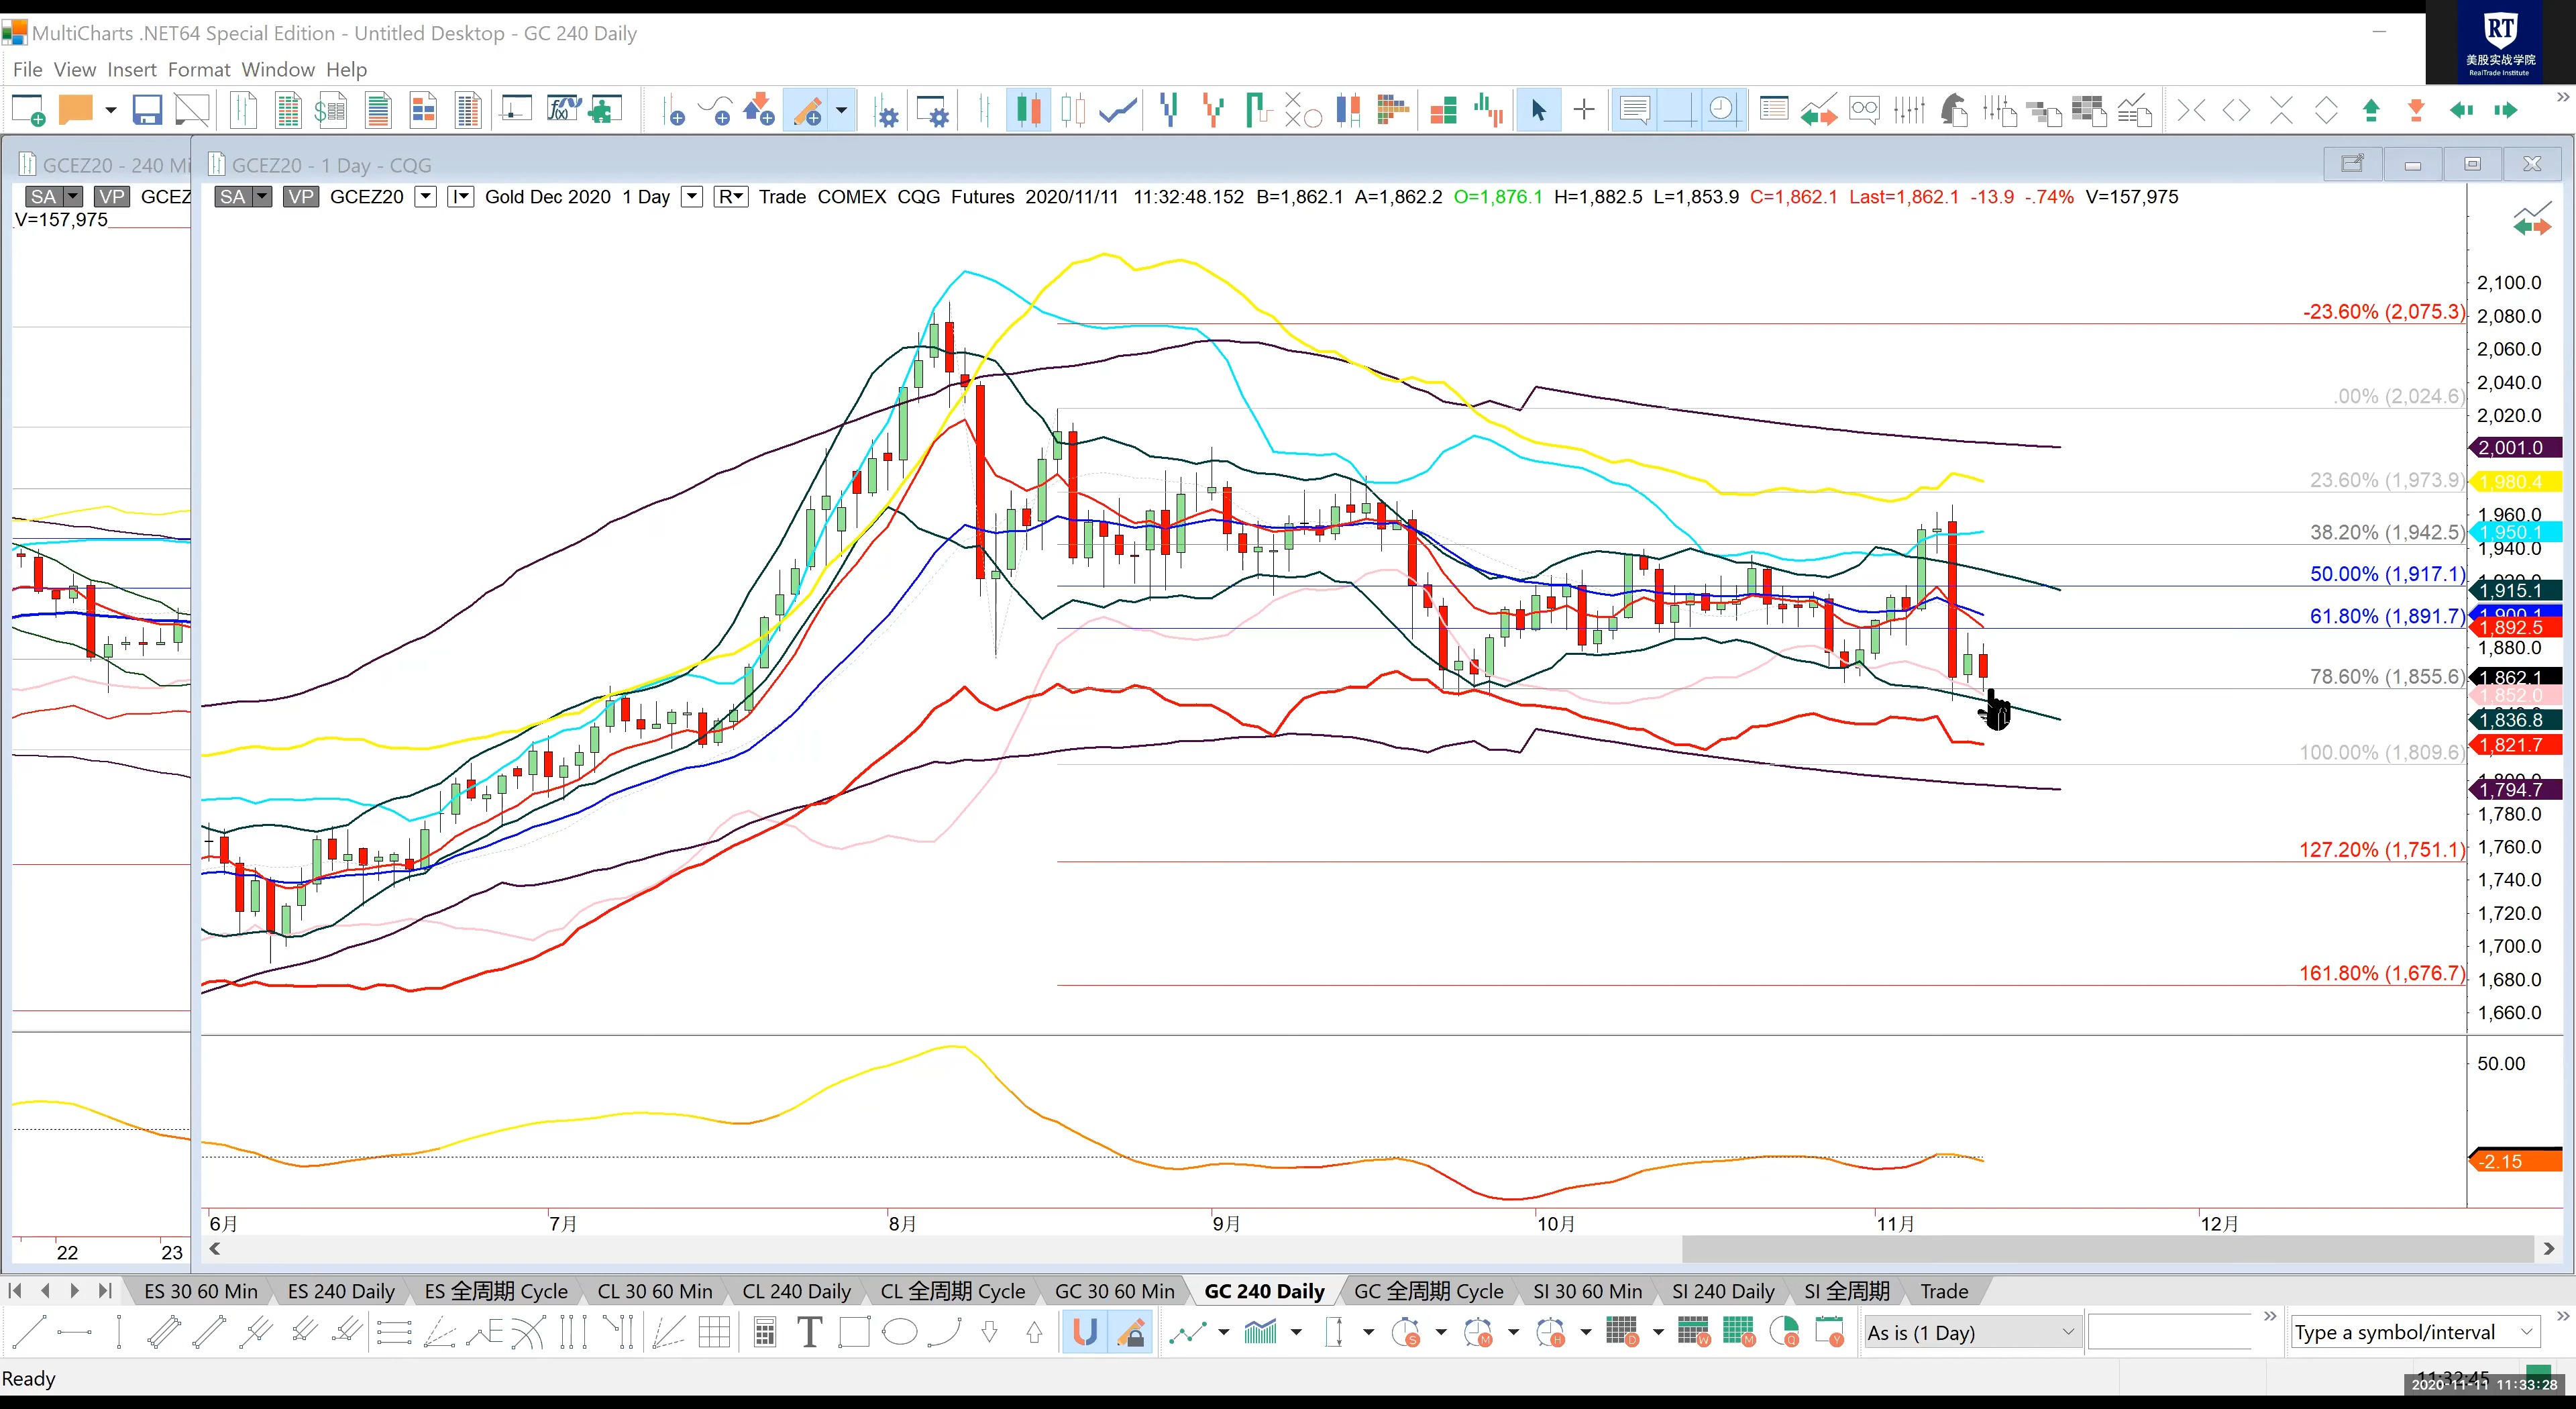 MultiCharts .NET64 Special Edition - Untitled Desktop - GC 240 Daily
RT
美股实战学院
RealTrade Institute
File View Insert Format Window Help
GCEZ20 - 240 Mi
GCEZ20 - 1 Day - CQG
SA VP GCEZ
V=157,975
SA VP GCEZ20 Gold Dec 2020 1 Day R Trade COMEX CQG Futures 2020/11/11 11:32:48.152 B=1,862.1 A=1,862.2 O=1,876.1 H=1,882.5 L=1,853.9 C=1,862.1 Last=1,862.1 -13.9 -.74% V=157,975
2,100.0
-23.60% (2,075.3)
2,080.0
2,060.0
2,040.0
.00% (2,024.6)
2,020.0
2,001.0
23.60% (1,973.9)
1,980.4
1,960.0
38.20% (1,942.5)
1,950.1
1,940.0
50.00% (1,917.1)
1,915.1
61.80% (1,891.7)
1,900.1
1,892.5
1,880.0
78.60% (1,855.6)
1,862.1
1,852.0
1,836.8
1,821.7
100.00% (1,809.6)
1,800.0
1,794.7
1,780.0
127.20% (1,751.1)
1,760.0
1,740.0
1,720.0
1,700.0
161.80% (1,676.7)
1,680.0
1,660.0
50.00
-2.15
6月 7月 8月 9月 10月 11月 12月
22 23
ES 30 60 Min ES 240 Daily ES 全周期 Cycle CL 30 60 Min CL 240 Daily CL 全周期 Cycle GC 30 60 Min GC 240 Daily GC 全周期 Cycle SI 30 60 Min SI 240 Daily SI 全周期 Trade
As is (1 Day)
Type a symbol/interval
Ready
11:32:45
2020-11-11 11:33:28